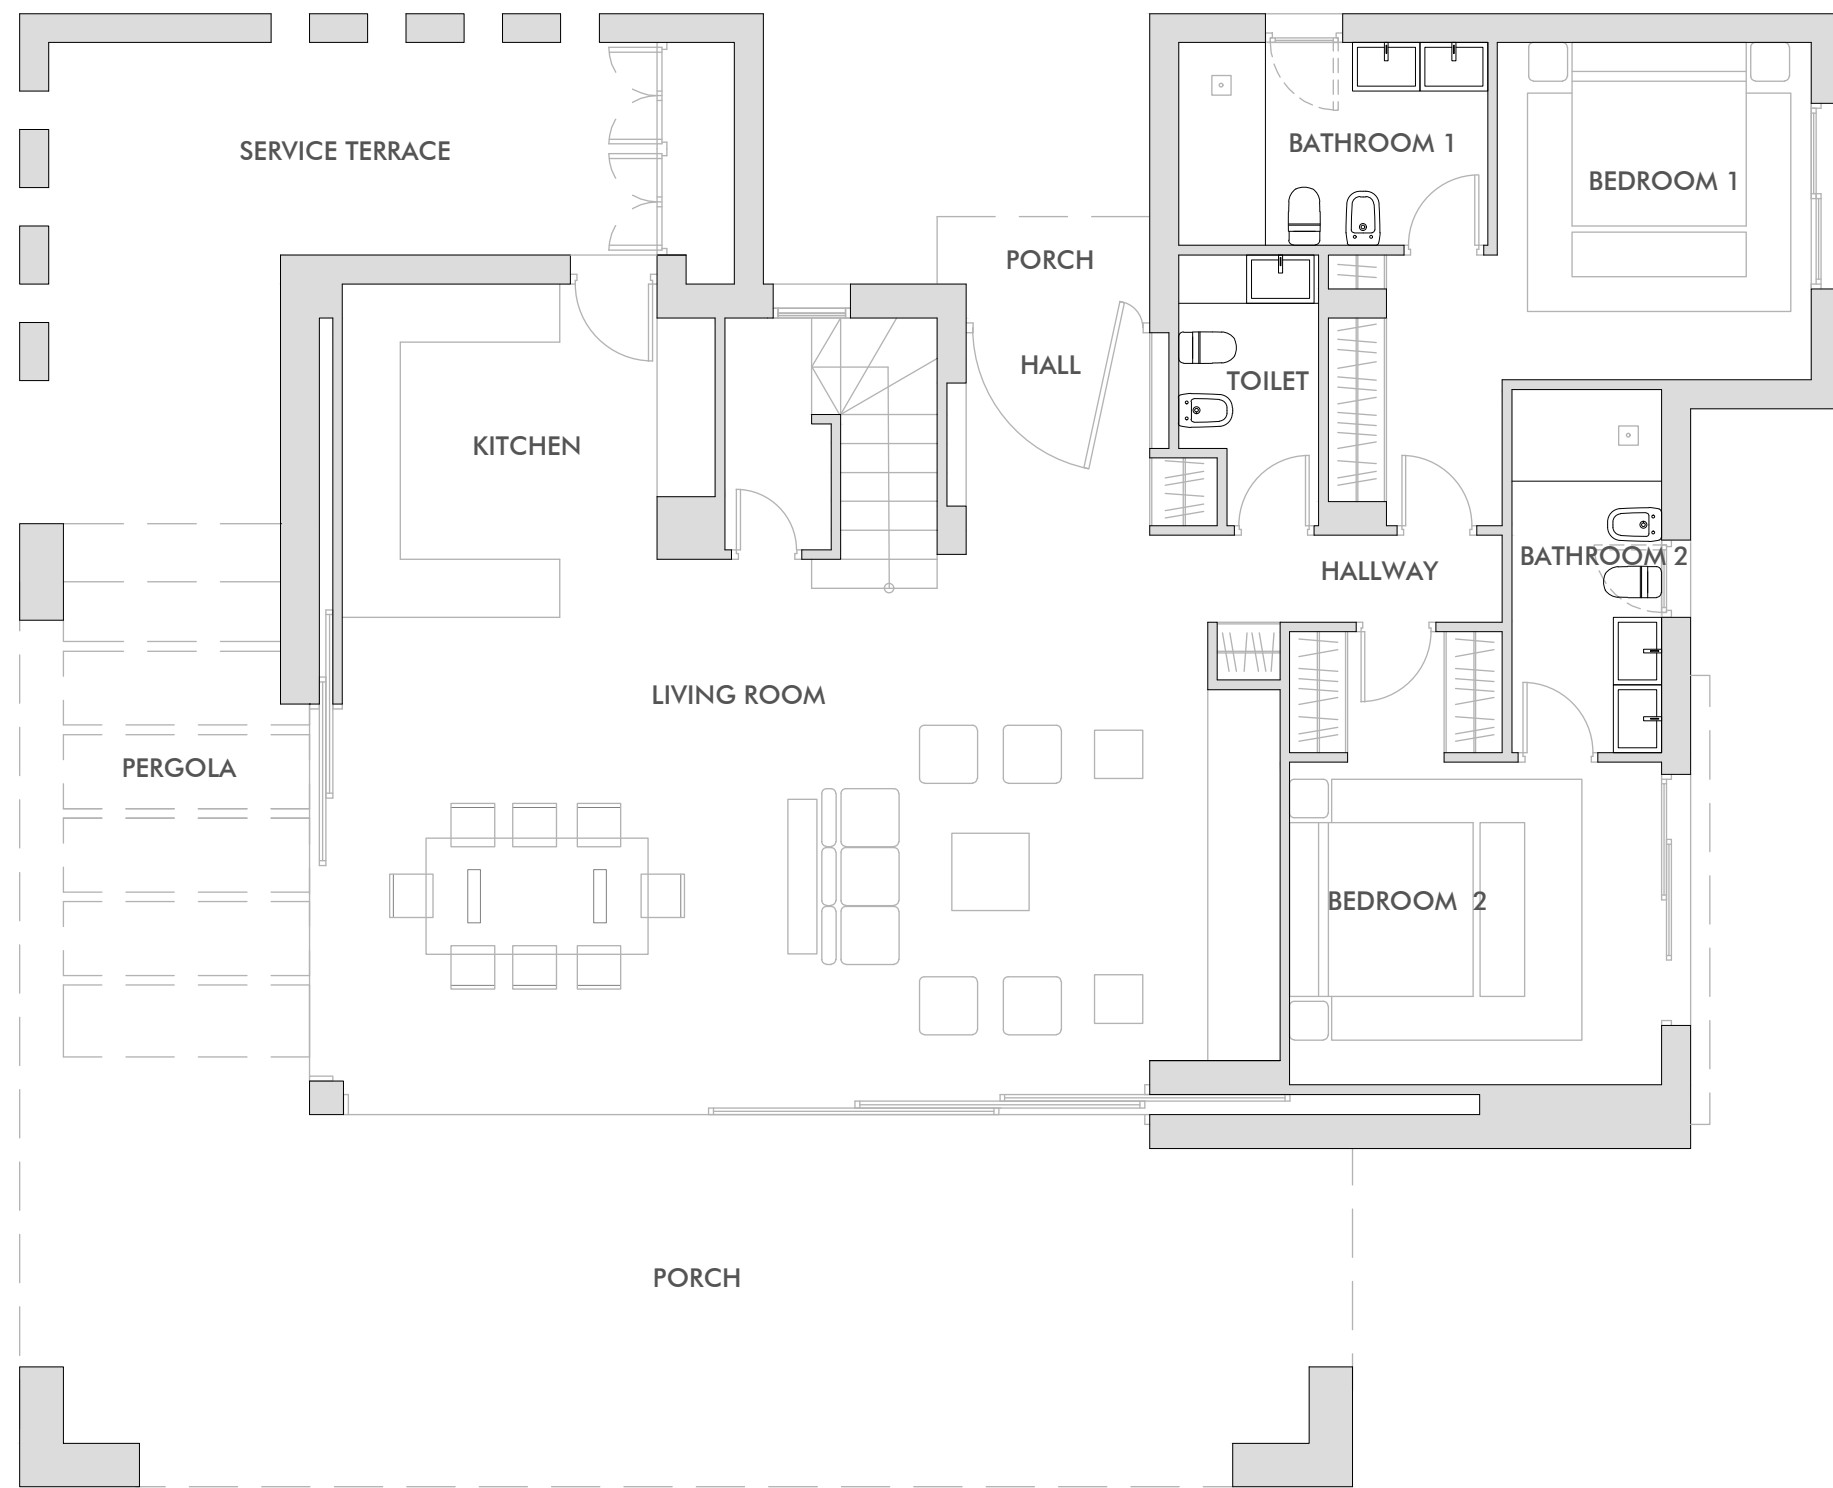 SERVICE TERRACE
BATHROOM 1
BEDROOM 1
PORCH
HALL
TOILET
KITCHEN
BATHROOM 2
HALLWAY
LIVING ROOM
PERGOLA
BEDROOM 2
PORCH